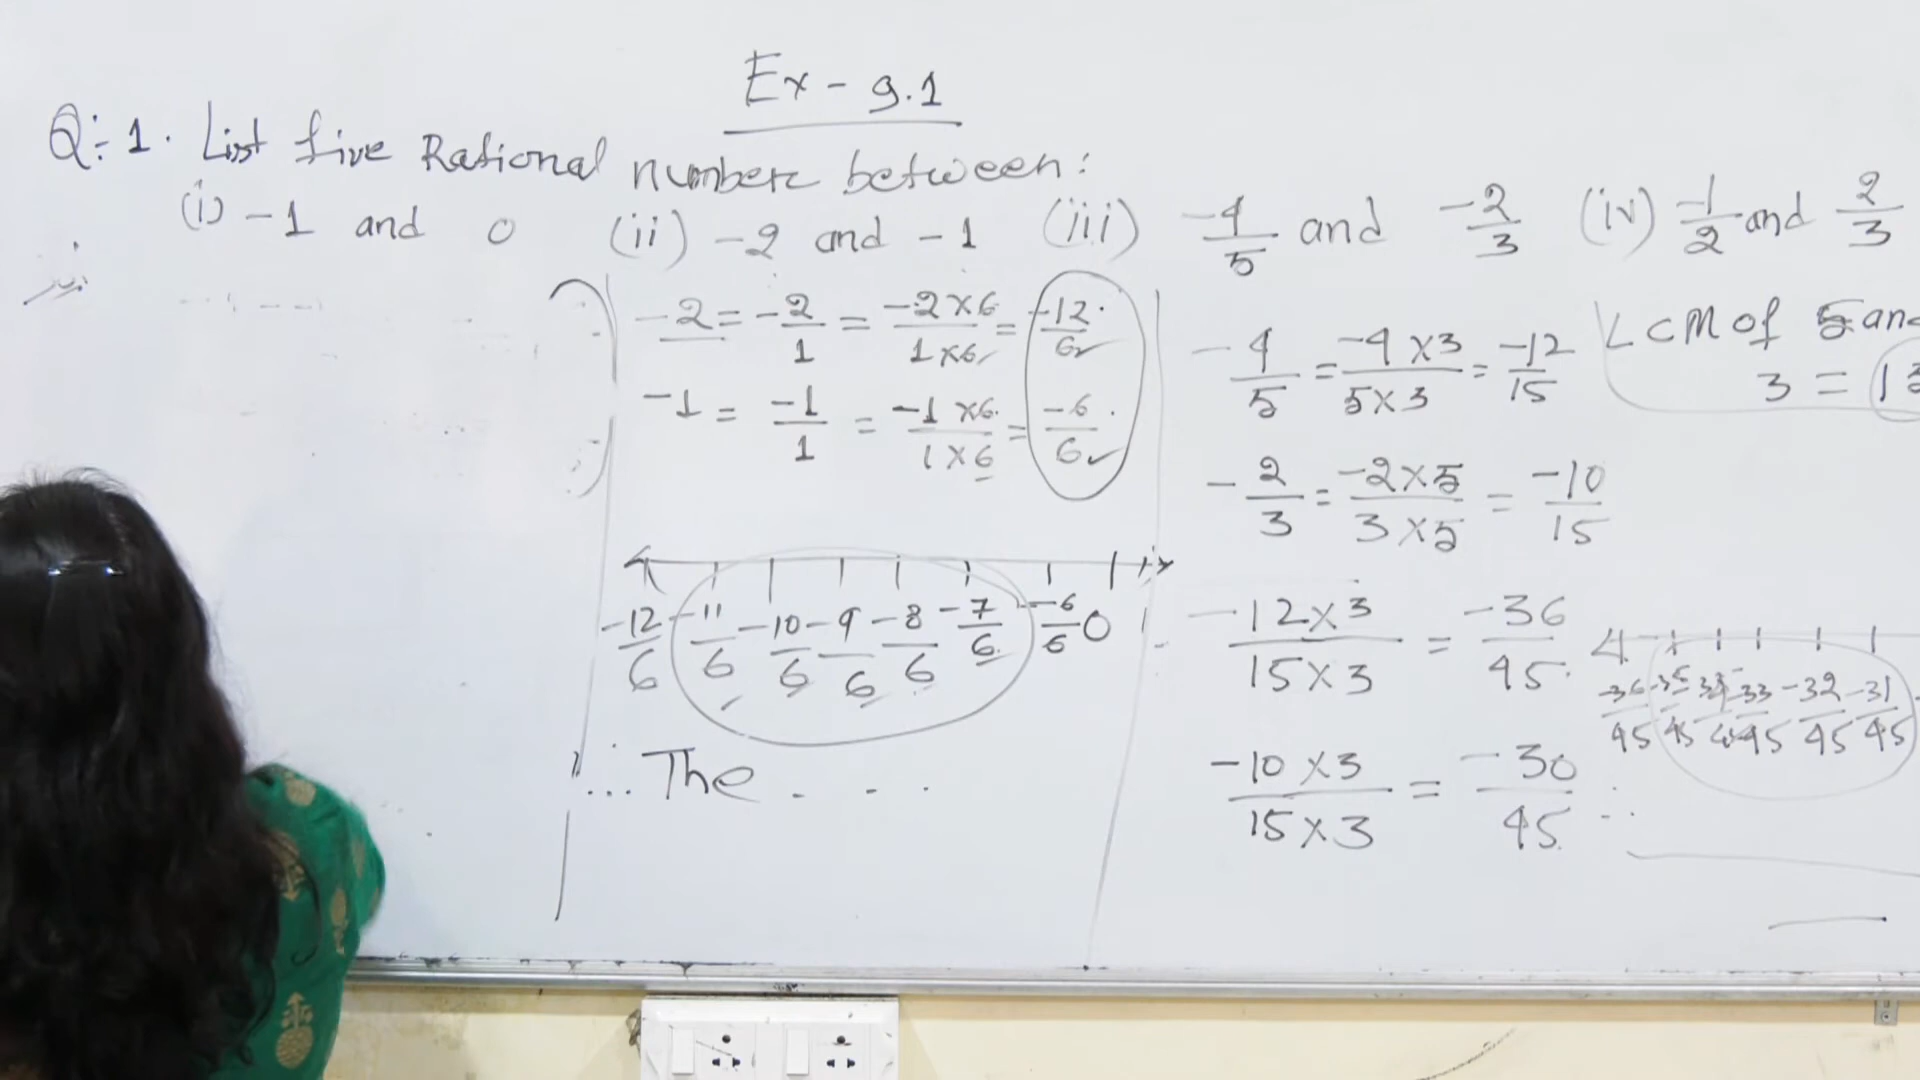 Ex - 9.1
Q:- 1. List five Rational number between:
(i) -1 and 0 (ii) -2 and -1 (iii) -4/5 and -2/3 (iv) -1/2 and 2/3
-2 = -2/1 = -2×6/1×6 = -12/6
-1 = -1/1 = -1×6/1×6 = -6/6
-12/6 -11/6 -10/6 -9/6 -8/6 -7/6 -6/6 0
... The - - -
-4/5 = -4×3/5×3 = -12/15
LCM of 5 and
3 =
-2/3 = -2×5/3×5 = -10/15
-12×3/15×3 = -36/45
-36/45 -35/45 -33/45 -32/45 -31/45
-10×3/15×3 = -30/45